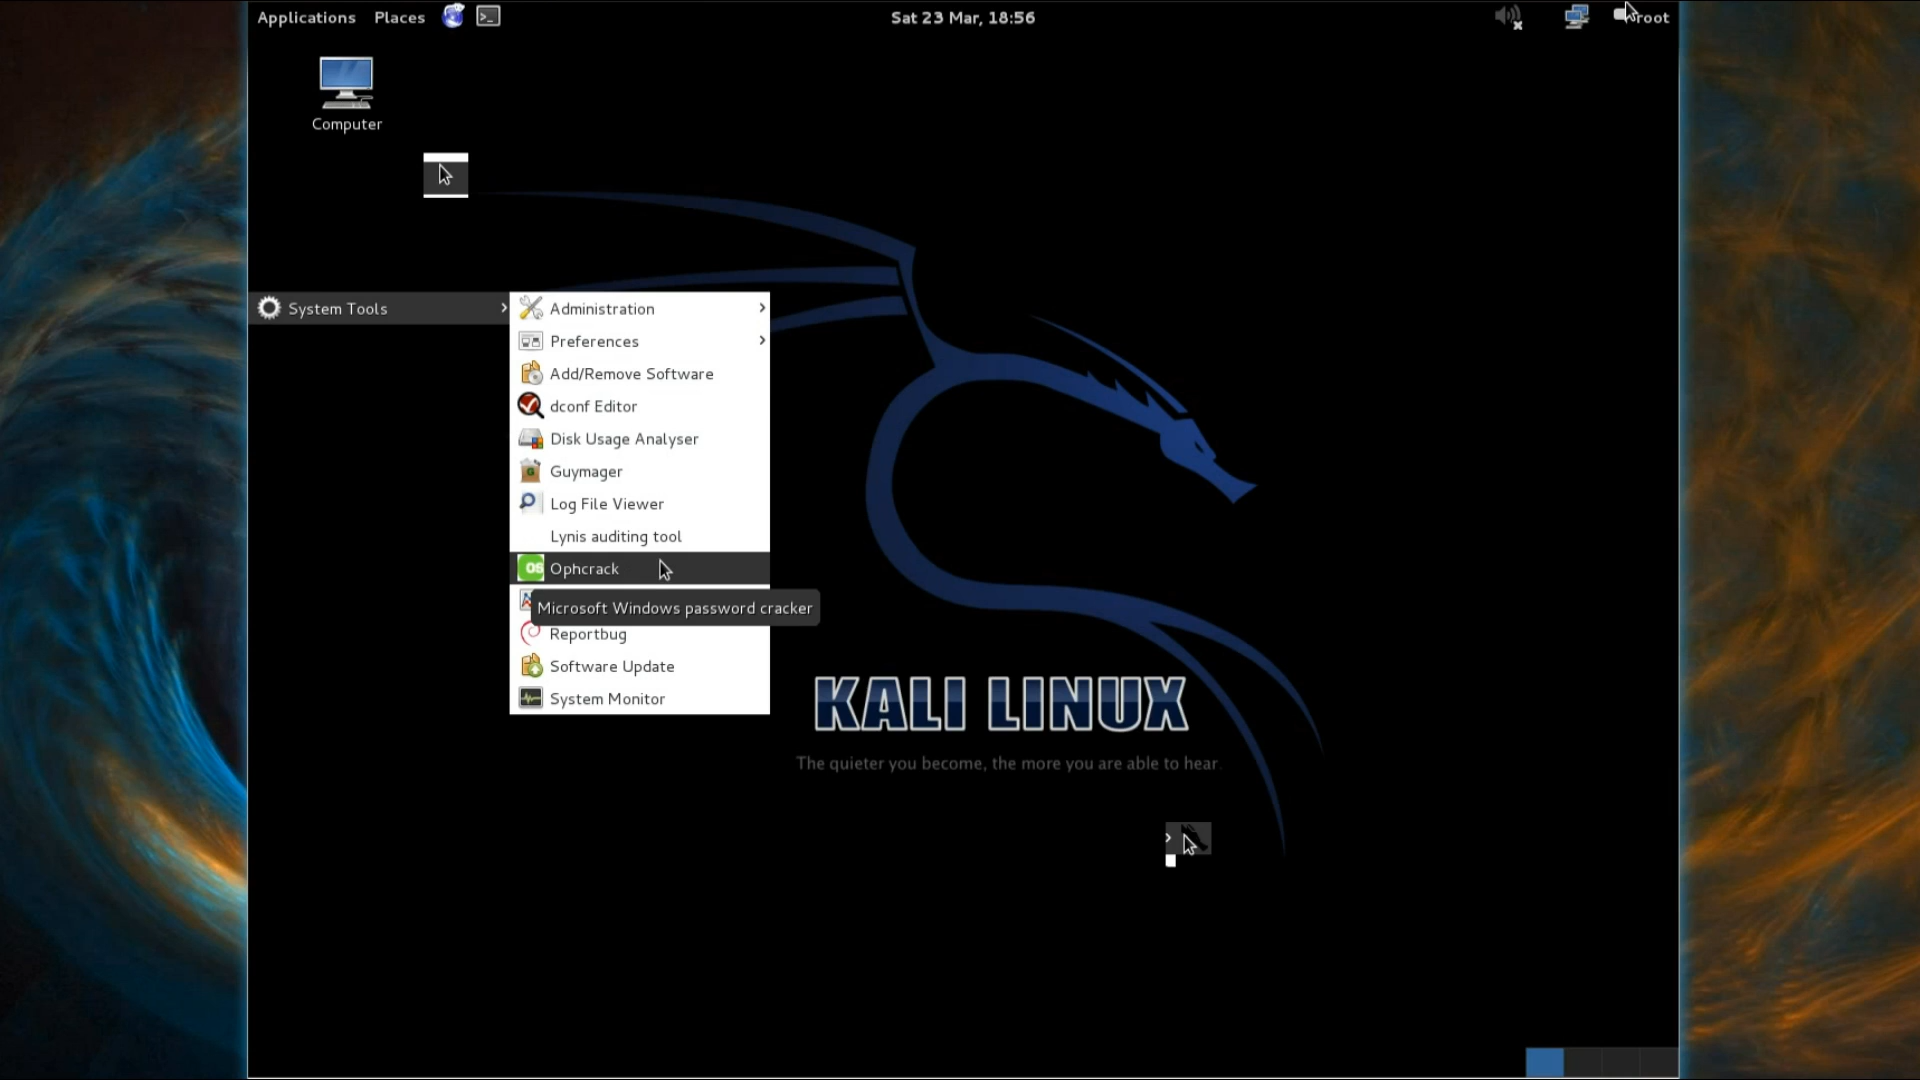 Applications Places
Sat 23 Mar, 18:56
root
Computer
System Tools
Administration
Preferences
Add/Remove Software
dconf Editor
Disk Usage Analyser
Guymager
Log File Viewer
Lynis auditing tool
OS Ophcrack
Microsoft Windows password cracker
Reportbug
Software Update
System Monitor
KALI LINUX
The quieter you become, the more you are able to hear.